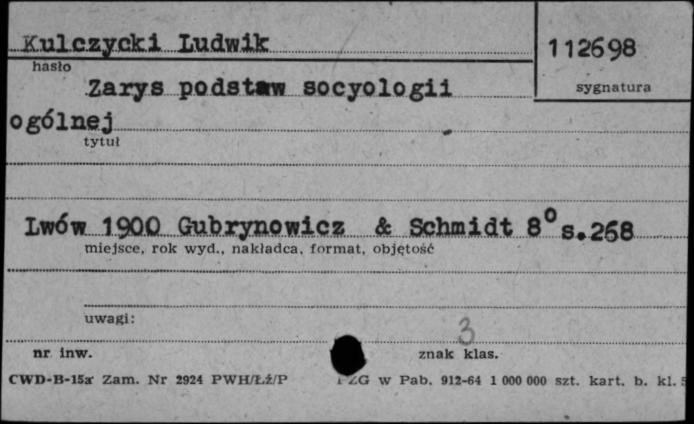 Kulczycki Ludwik
112698
hasło
sygnatura
Zarys podstaw socyologii
ogólnej
tytuł
Lwów 1900 Gubrynowicz & Schmidt 8° s.268
miejsce, rok wyd., nakładca, format, objętość
uwagi:
3
nr inw.
znak klas.
CWD-B-15a Zam. Nr 2924 PWH/Łź/P PZG w Pab. 912-64 1 000 000 szt. kart. b. kl.